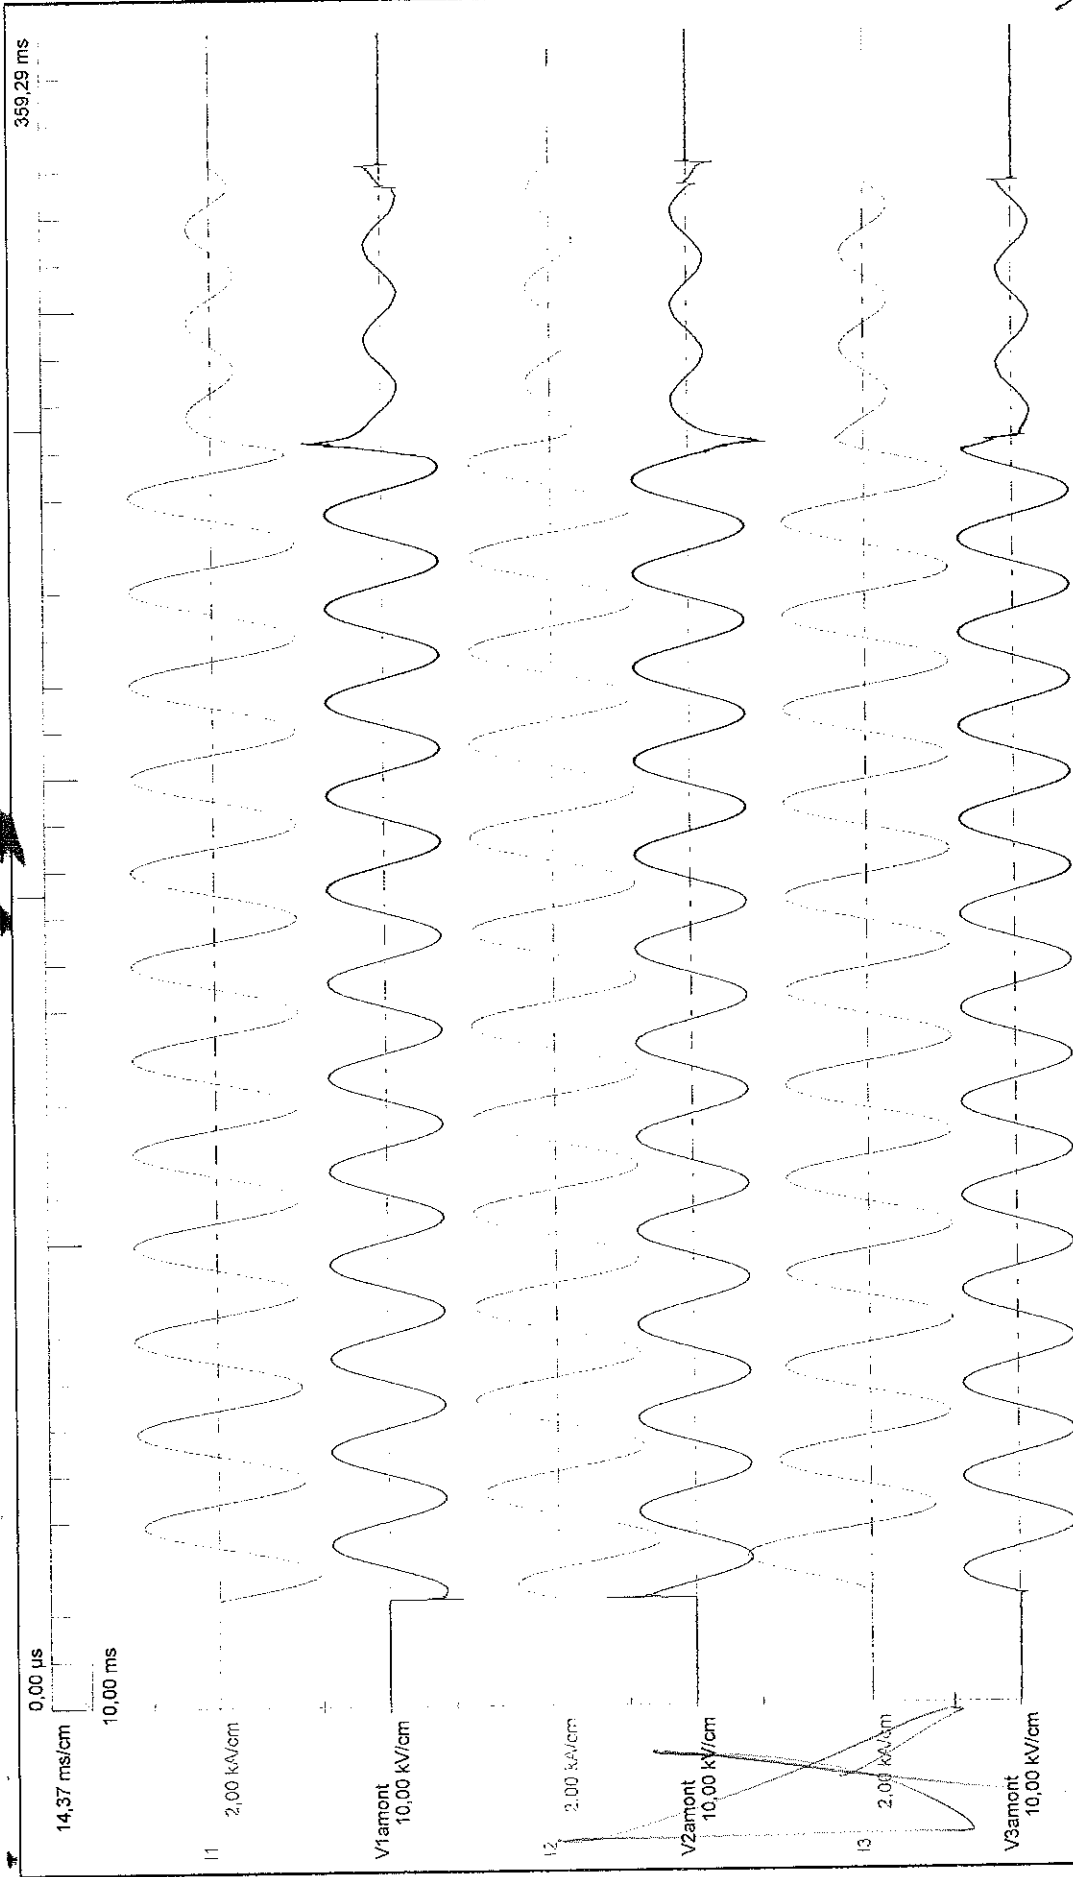 0,00 µs
359,29 ms
14,37 ms/cm
10,00 ms
I1
2,00 kA/cm
V1amont
10,00 kV/cm
I2
2,00 kA/cm
V2amont
10,00 kV/cm
I3
2,00 kA/cm
V3amont
10,00 kV/cm